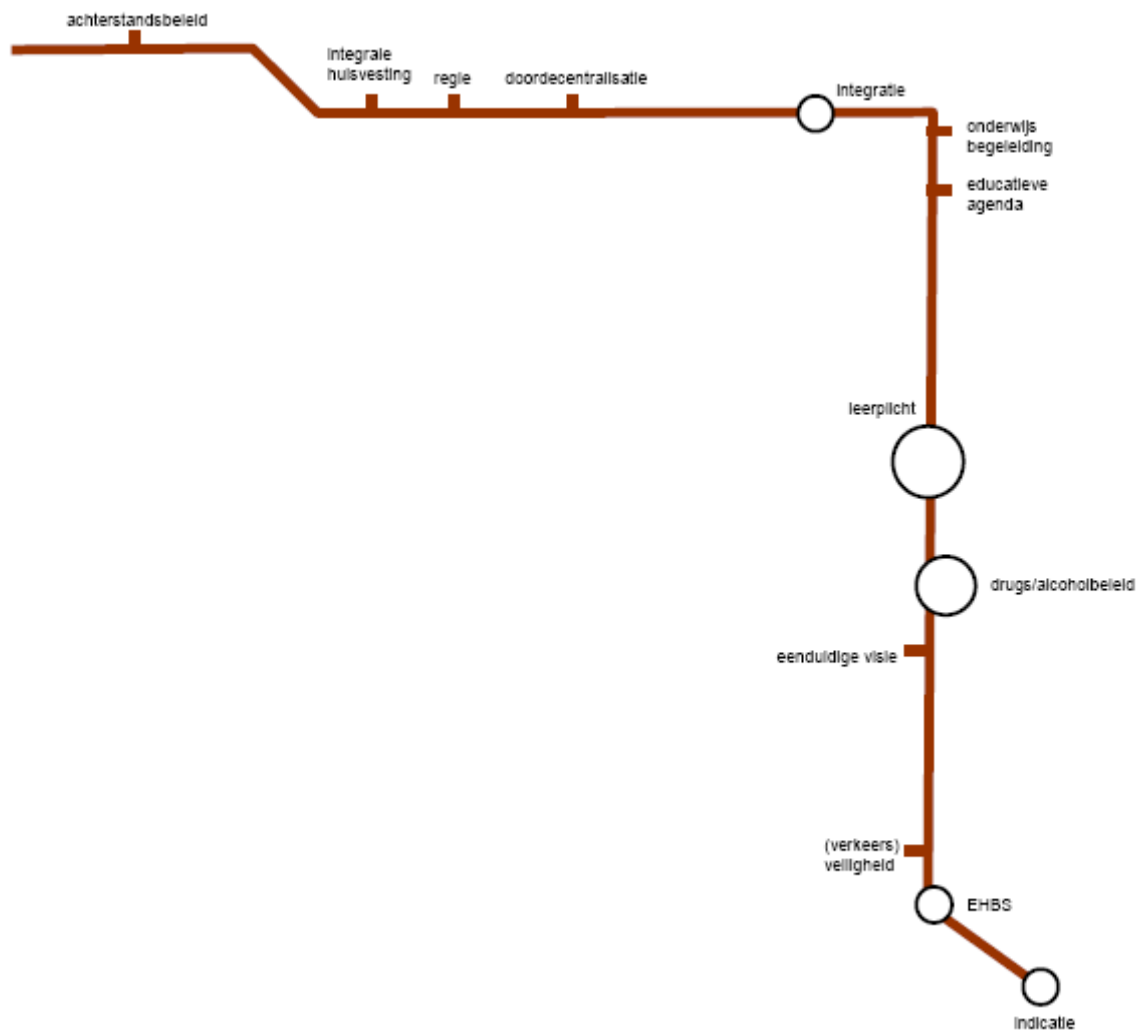 achterstandsbeleid
integrale
huisvesting
regie
doordecentralisatie
integratie
onderwijs
begeleiding
educatieve
agenda
leerplicht
drugs/alcoholbeleid
eenduidige visie
(verkeers)
veiligheid
EHBS
indicatie